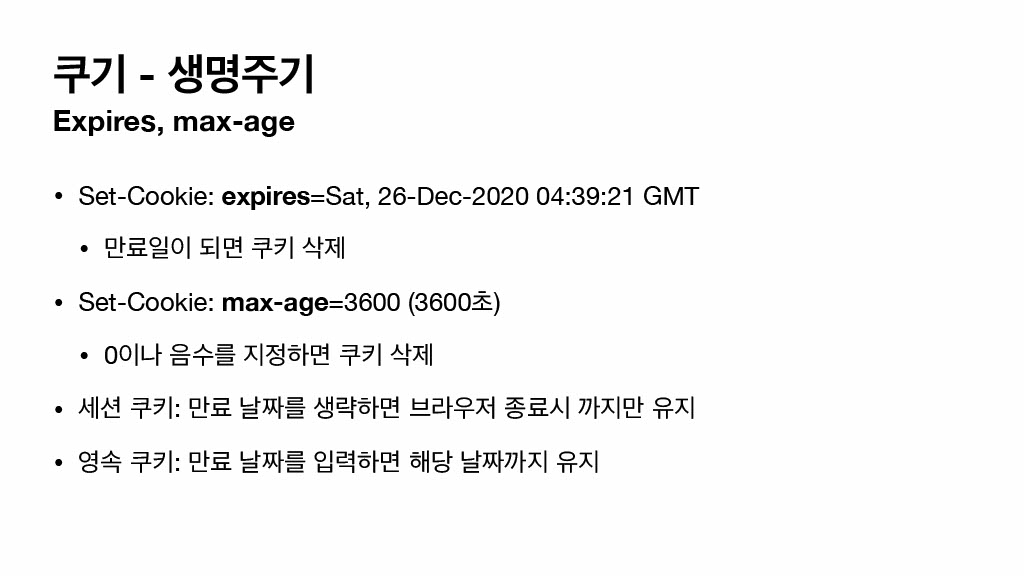 쿠기 - 생명주기
Expires, max-age
• Set-Cookie: expires=Sat, 26-Dec-2020 04:39:21 GMT
• 만료일이 되면 쿠키 삭제
• Set-Cookie: max-age=3600 (3600초)
• 0이나 음수를 지정하면 쿠키 삭제
• 세션 쿠키: 만료 날짜를 생략하면 브라우저 종료시 까지만 유지
• 영속 쿠키: 만료 날짜를 입력하면 해당 날짜까지 유지